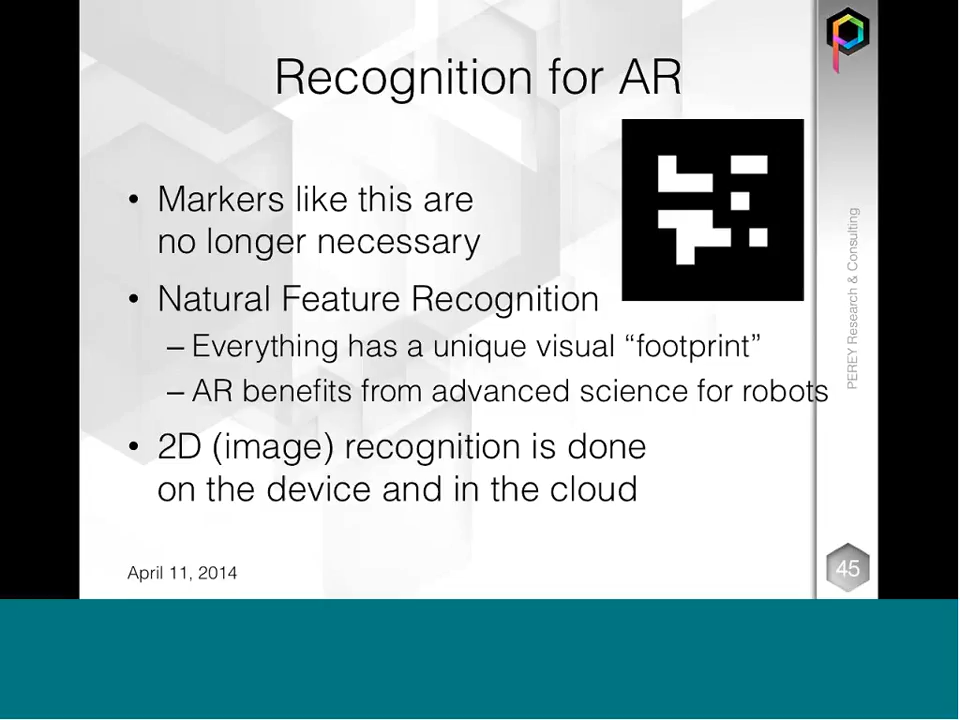 Recognition for AR
• Markers like this are
no longer necessary
• Natural Feature Recognition
– Everything has a unique visual “footprint”
– AR benefits from advanced science for robots
• 2D (image) recognition is done
on the device and in the cloud
April 11, 2014
PEREY Research & Consulting
45